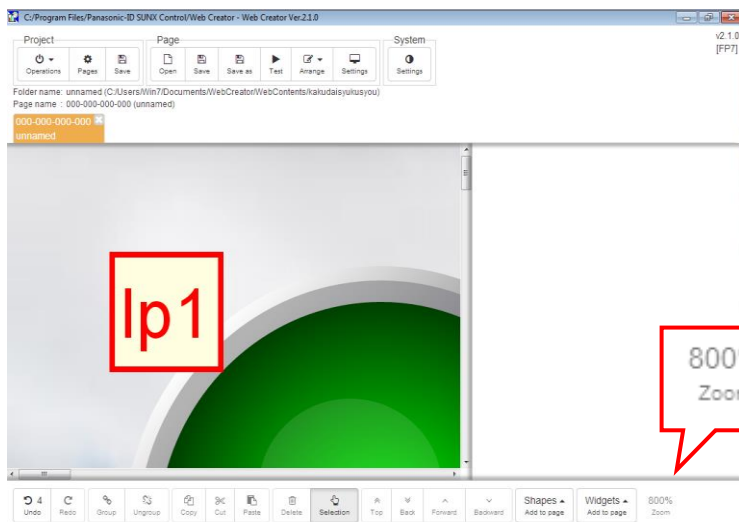 C:/Program Files/Panasonic-ID SUNX Control/Web Creator - Web Creator Ver.2.1.0
v2.1.0
[FP7]
Project Page System
Operations Pages Save Open Save Save as Test Arrange Settings Settings
Folder name: unnamed (C:/Users/Win7/Documents/WebCreator/WebContents/kakudaisyukusyou)
Page name : 000-000-000-000 (unnamed)
000-000-000-000
unnamed
lp1
800%
Zoom
4
Undo Redo Group Ungroup Copy Cut Paste Delete Selection Top Back Forward Backward
Shapes Widgets 800%
Add to page Add to page Zoom